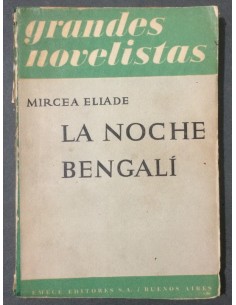 grandes
novelistas
MIRCEA ELIADE
LA NOCHE
BENGALÍ
EMECÉ EDITORES S.A. / BUENOS AIRES